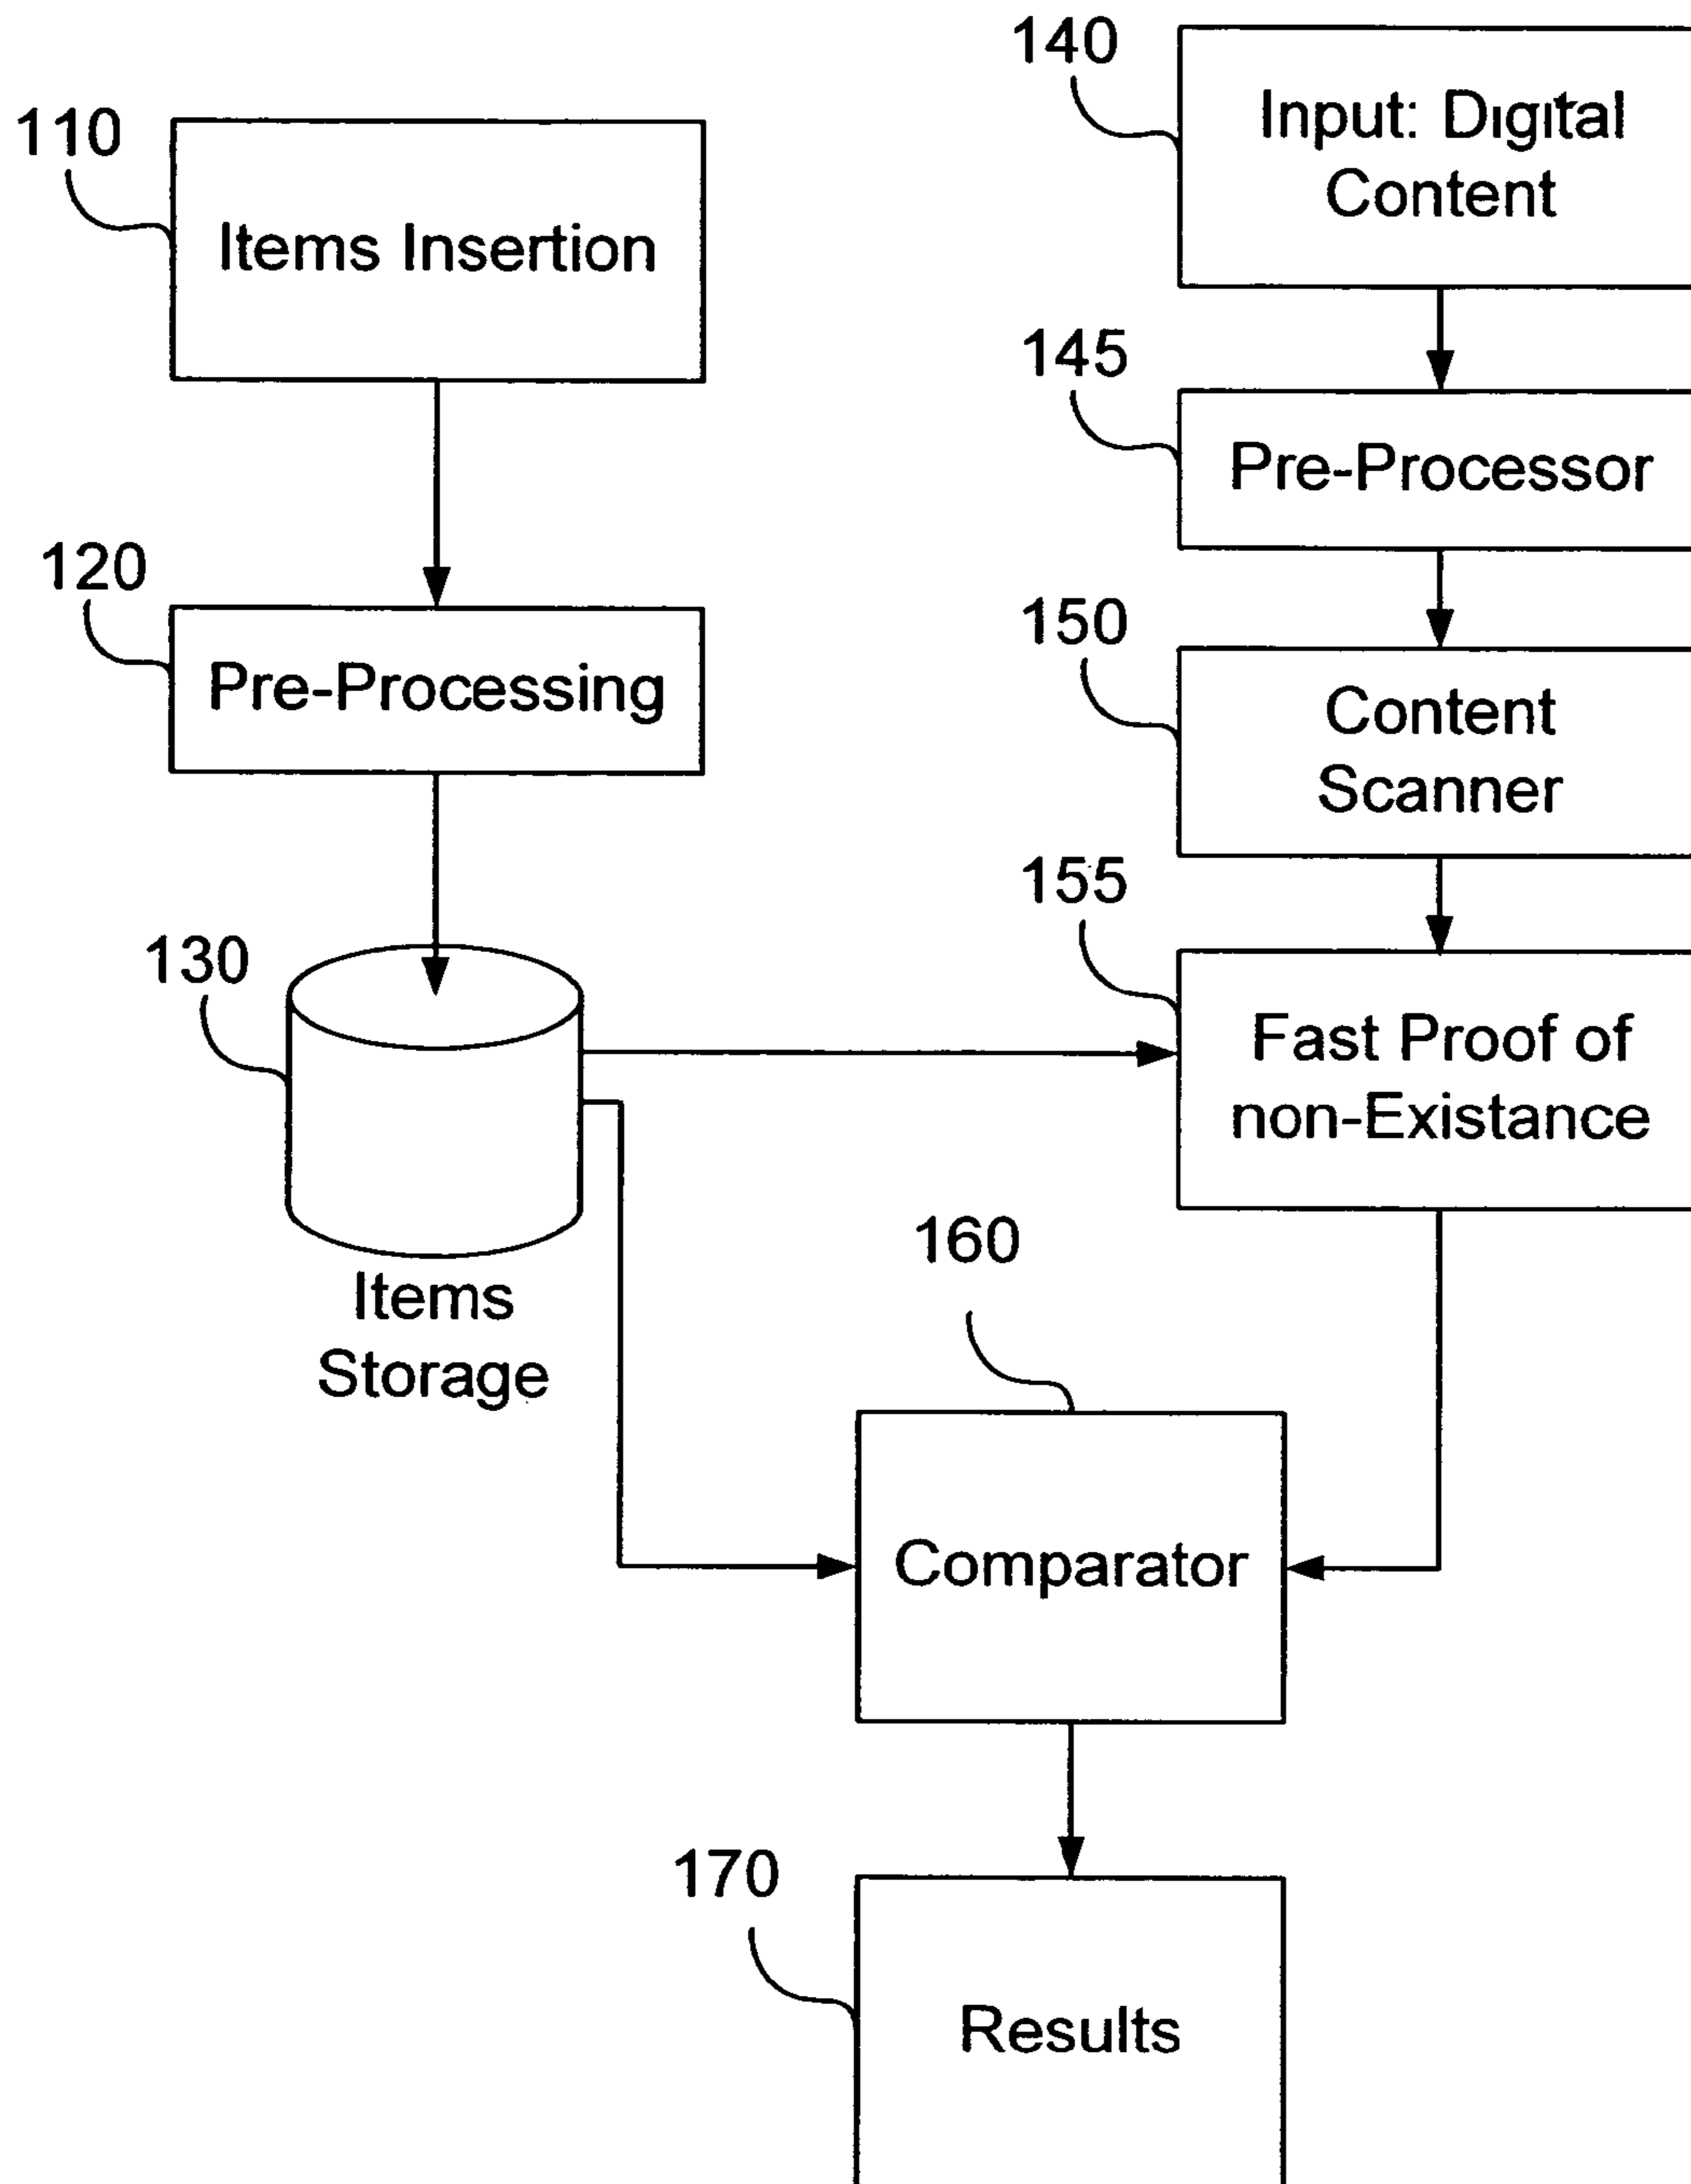 140
Input: Digital
Content
110
Items Insertion
145
Pre-Processor
120
Pre-Processing
150
Content
Scanner
155
Fast Proof of
non-Existance
130
Items
Storage
160
Comparator
170
Results